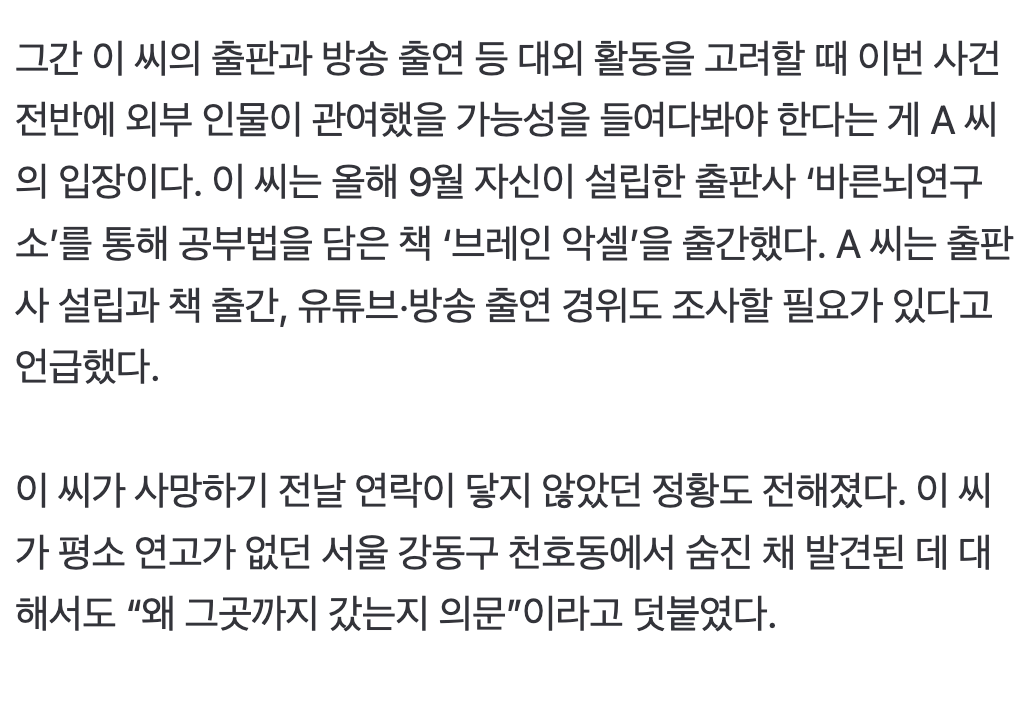 그간 이 씨의 출판과 방송 출연 등 대외 활동을 고려할 때 이번 사건
전반에 외부 인물이 관여했을 가능성을 들여다봐야 한다는 게 A 씨
의 입장이다. 이 씨는 올해 9월 자신이 설립한 출판사 ‘바른뇌연구
소’를 통해 공부법을 담은 책 ‘브레인 악셀’을 출간했다. A 씨는 출판
사 설립과 책 출간, 유튜브·방송 출연 경위도 조사할 필요가 있다고
언급했다.
이 씨가 사망하기 전날 연락이 닿지 않았던 정황도 전해졌다. 이 씨
가 평소 연고가 없던 서울 강동구 천호동에서 숨진 채 발견된 데 대
해서도 “왜 그곳까지 갔는지 의문”이라고 덧붙였다.